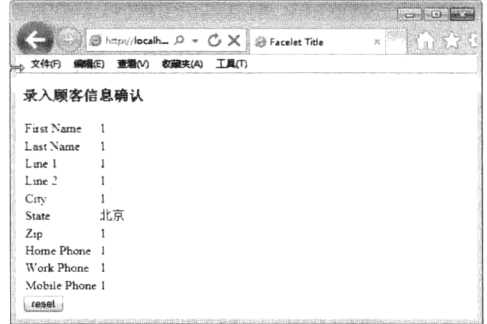 http://localh...
Facelet Title
文件(F) 编辑(E) 查看(V) 收藏夹(A) 工具(T)
录入顾客信息确认
First Name 1
Last Name 1
Line 1 1
Line 2 1
City 1
State 北京
Zip 1
Home Phone 1
Work Phone 1
Mobile Phone 1
reset